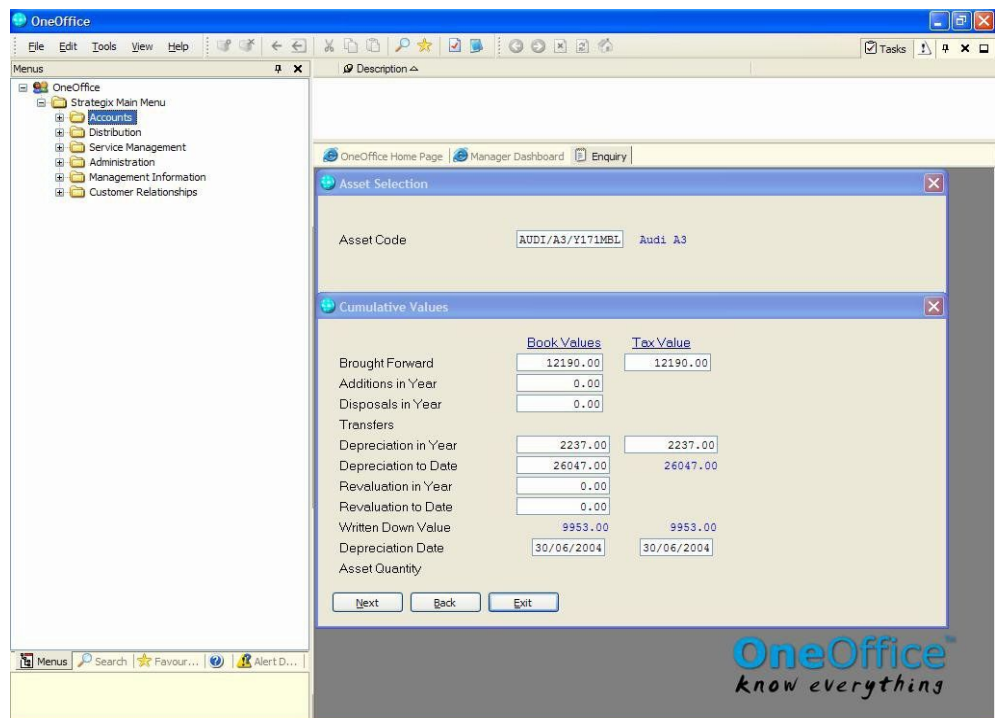 OneOffice
File Edit Tools View Help
Tasks
Menus
Description
OneOffice
Strategix Main Menu
Accounts
Distribution
Service Management
Administration
Management Information
Customer Relationships
OneOffice Home Page Manager Dashboard Enquiry
Asset Selection
Asset Code AUDI/A3/Y171MBL Audi A3
Cumulative Values
Book Values Tax Value
Brought Forward 12190.00 12190.00
Additions in Year 0.00
Disposals in Year 0.00
Transfers
Depreciation in Year 2237.00 2237.00
Depreciation to Date 26047.00 26047.00
Revaluation in Year 0.00
Revaluation to Date 0.00
Written Down Value 9953.00 9953.00
Depreciation Date 30/06/2004 30/06/2004
Asset Quantity
Next Back Exit
Menus Search Favour... Alert D...
OneOffice™
know everything